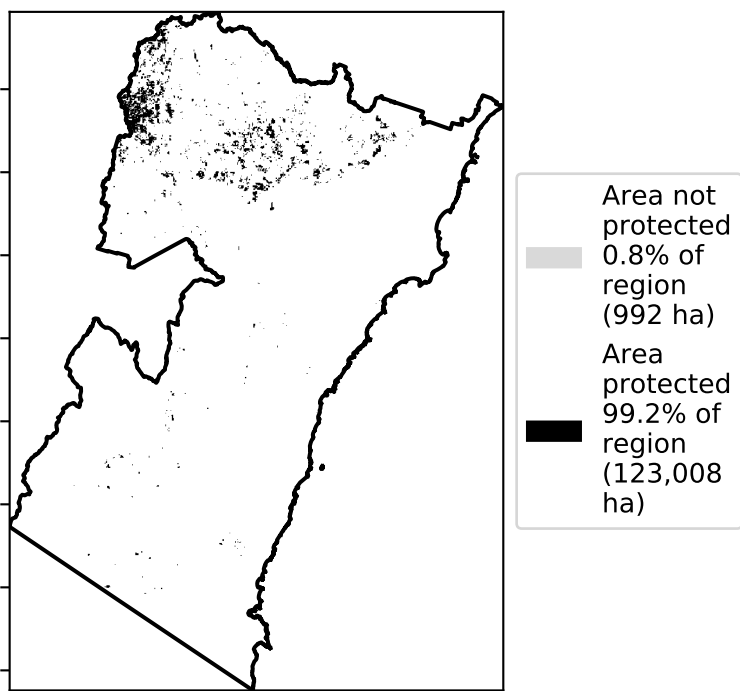 Area not
protected
0.8% of
region
(992 ha)
Area
protected
99.2% of
region
(123,008
ha)